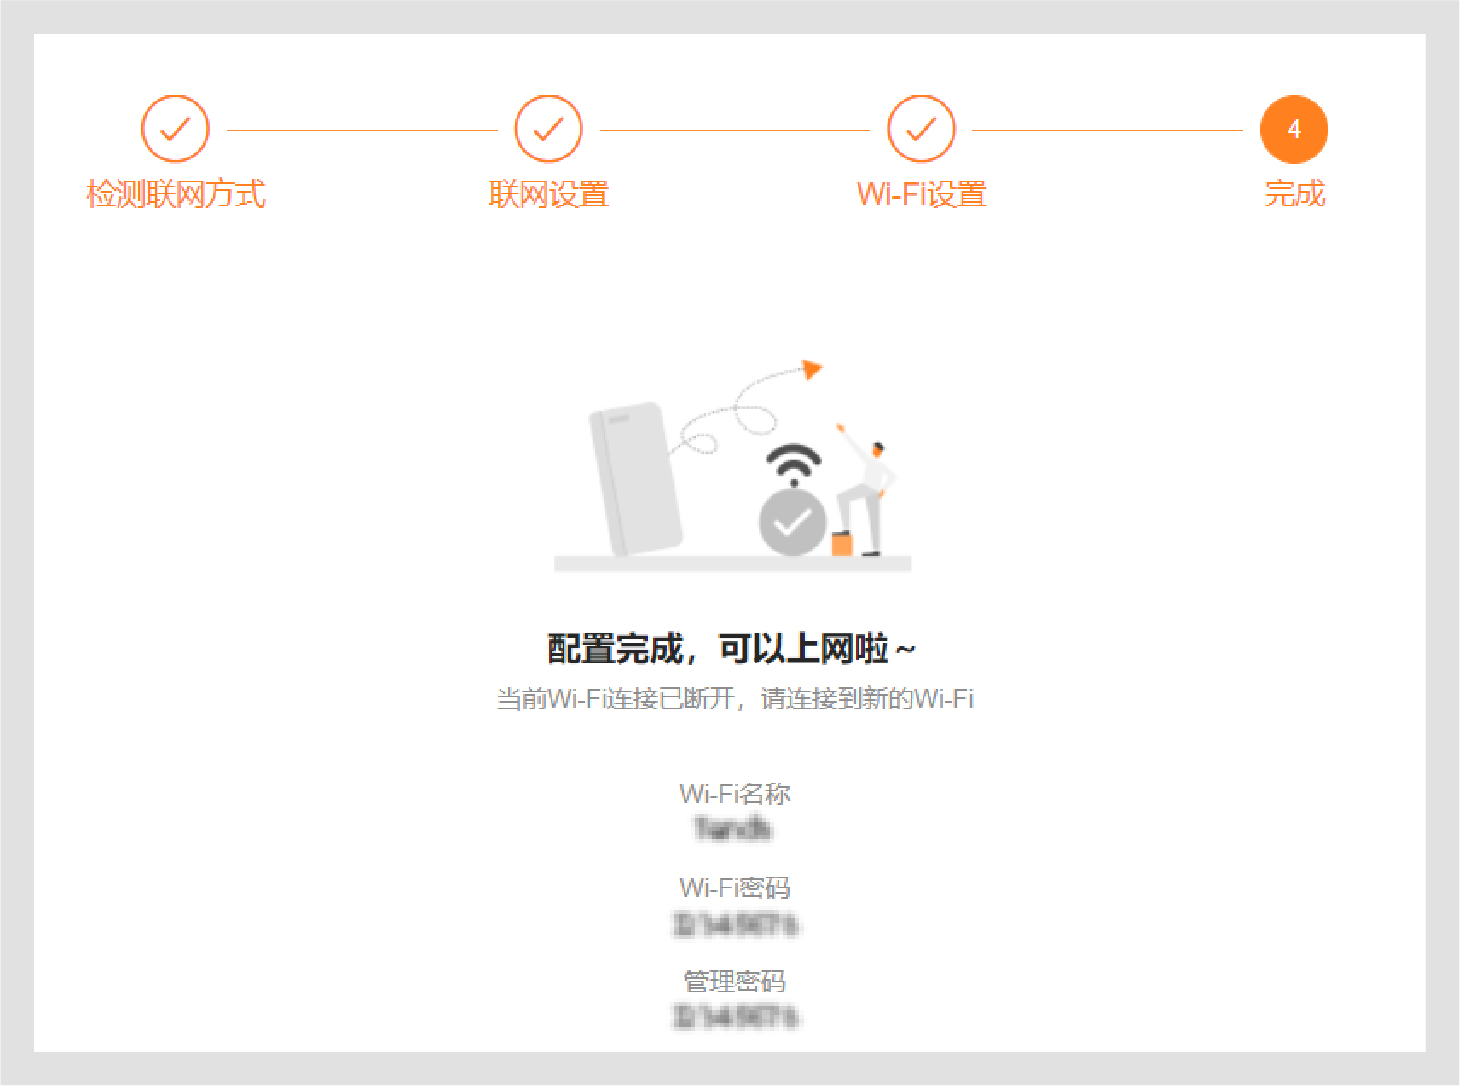 4
检测联网方式
联网设置
Wi-Fi设置
完成
配置完成，可以上网啦～
当前Wi-Fi连接已断开，请连接到新的Wi-Fi
Wi-Fi名称
Wi-Fi密码
管理密码